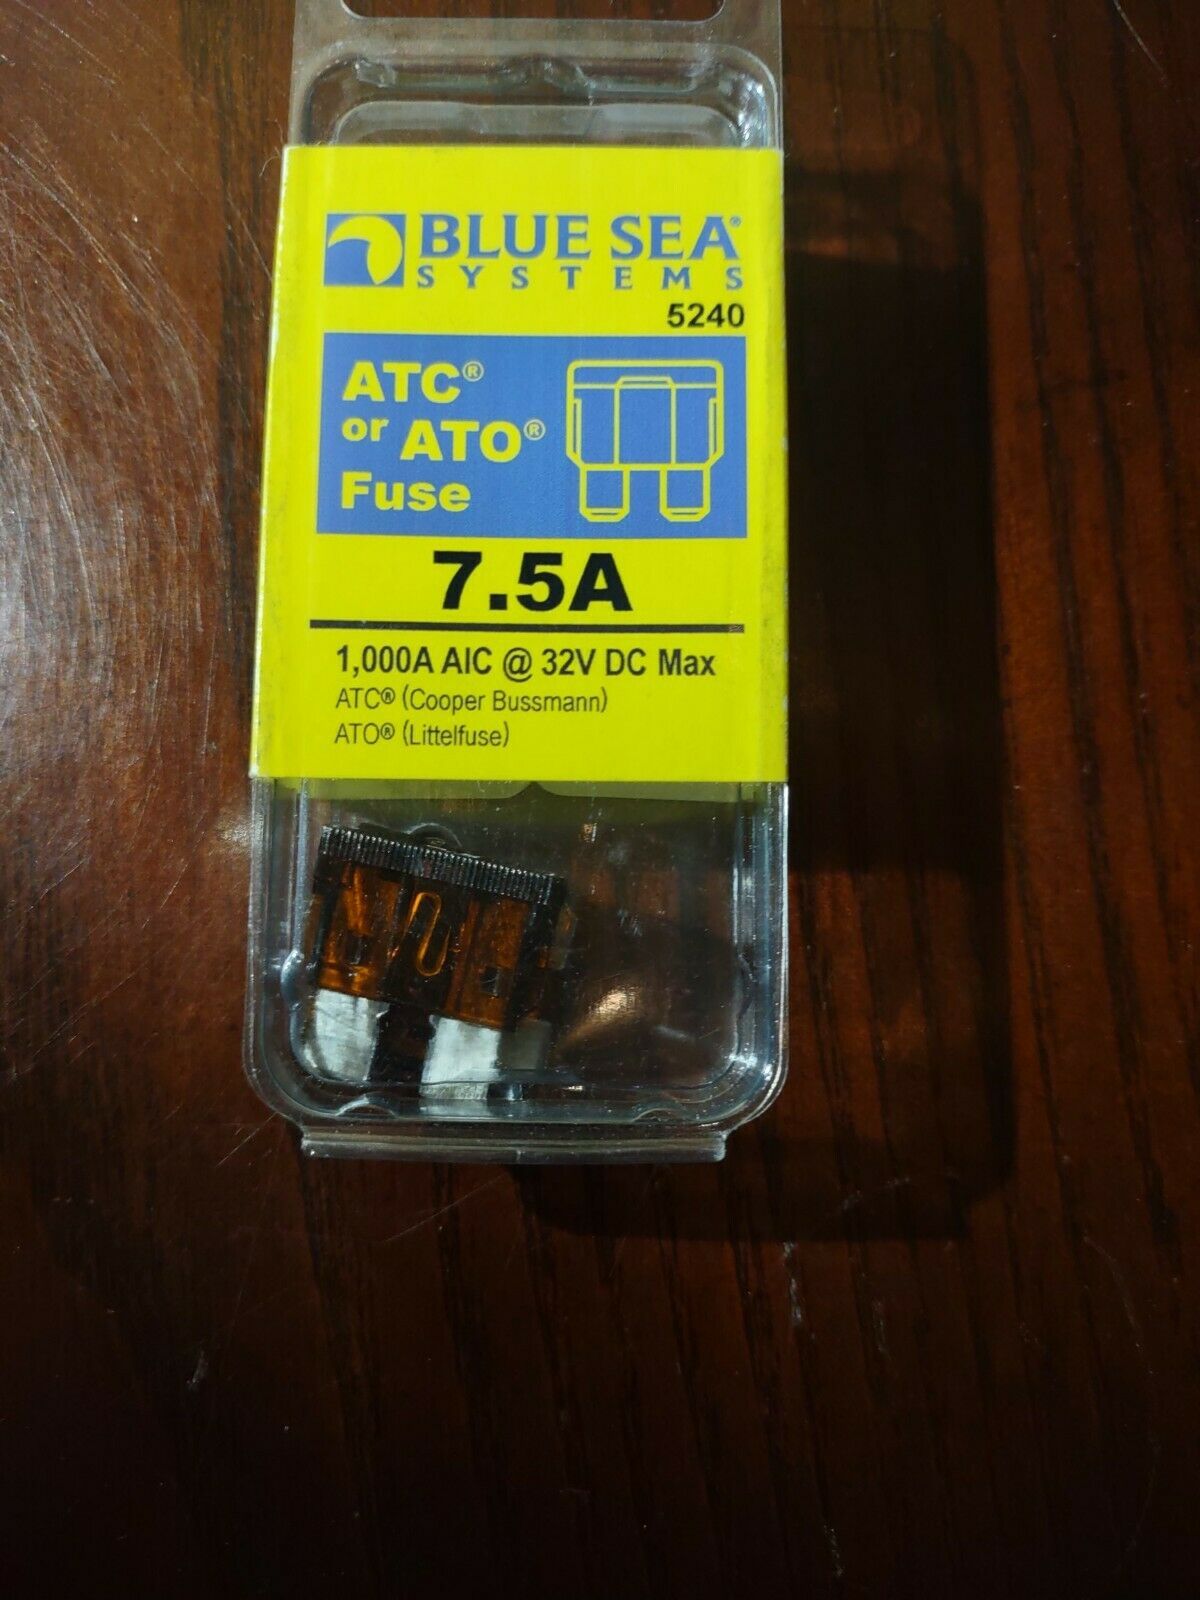 BLUE SEA®
SYSTEMS
5240
ATC®
or ATO®
Fuse
7.5A
1,000A AIC @ 32V DC Max
ATC® (Cooper Bussmann)
ATO® (Littelfuse)